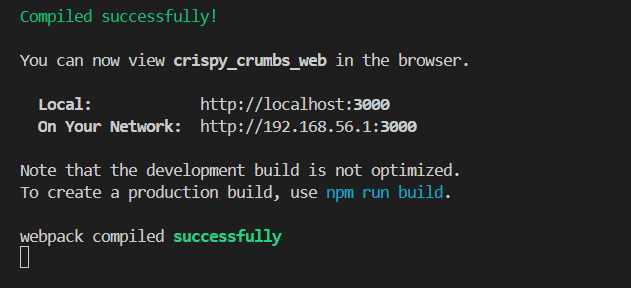 Compiled successfully!
You can now view crispy_crumbs_web in the browser.
Local: http://localhost:3000
On Your Network: http://192.168.56.1:3000
Note that the development build is not optimized.
To create a production build, use npm run build.
webpack compiled successfully